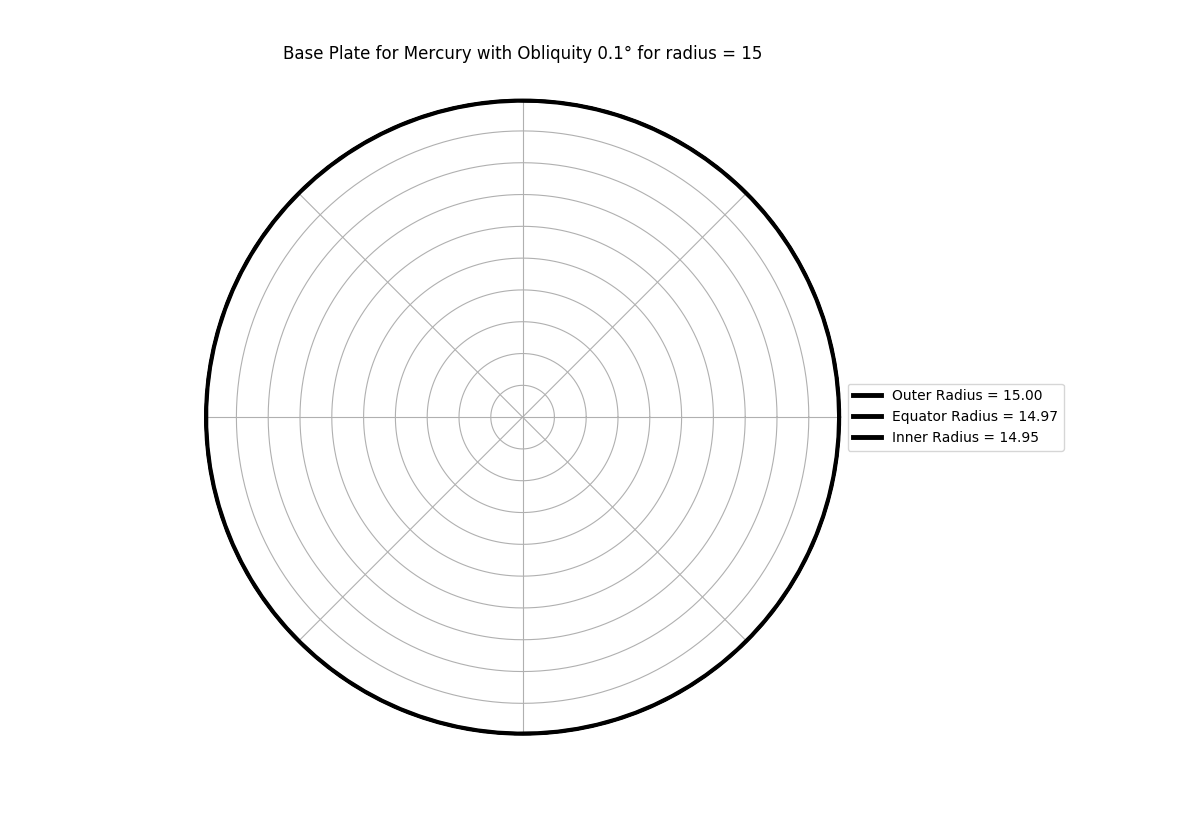 Base Plate for Mercury with Obliquity 0.1° for radius = 15
Outer Radius = 15.00
Equator Radius = 14.97
Inner Radius = 14.95